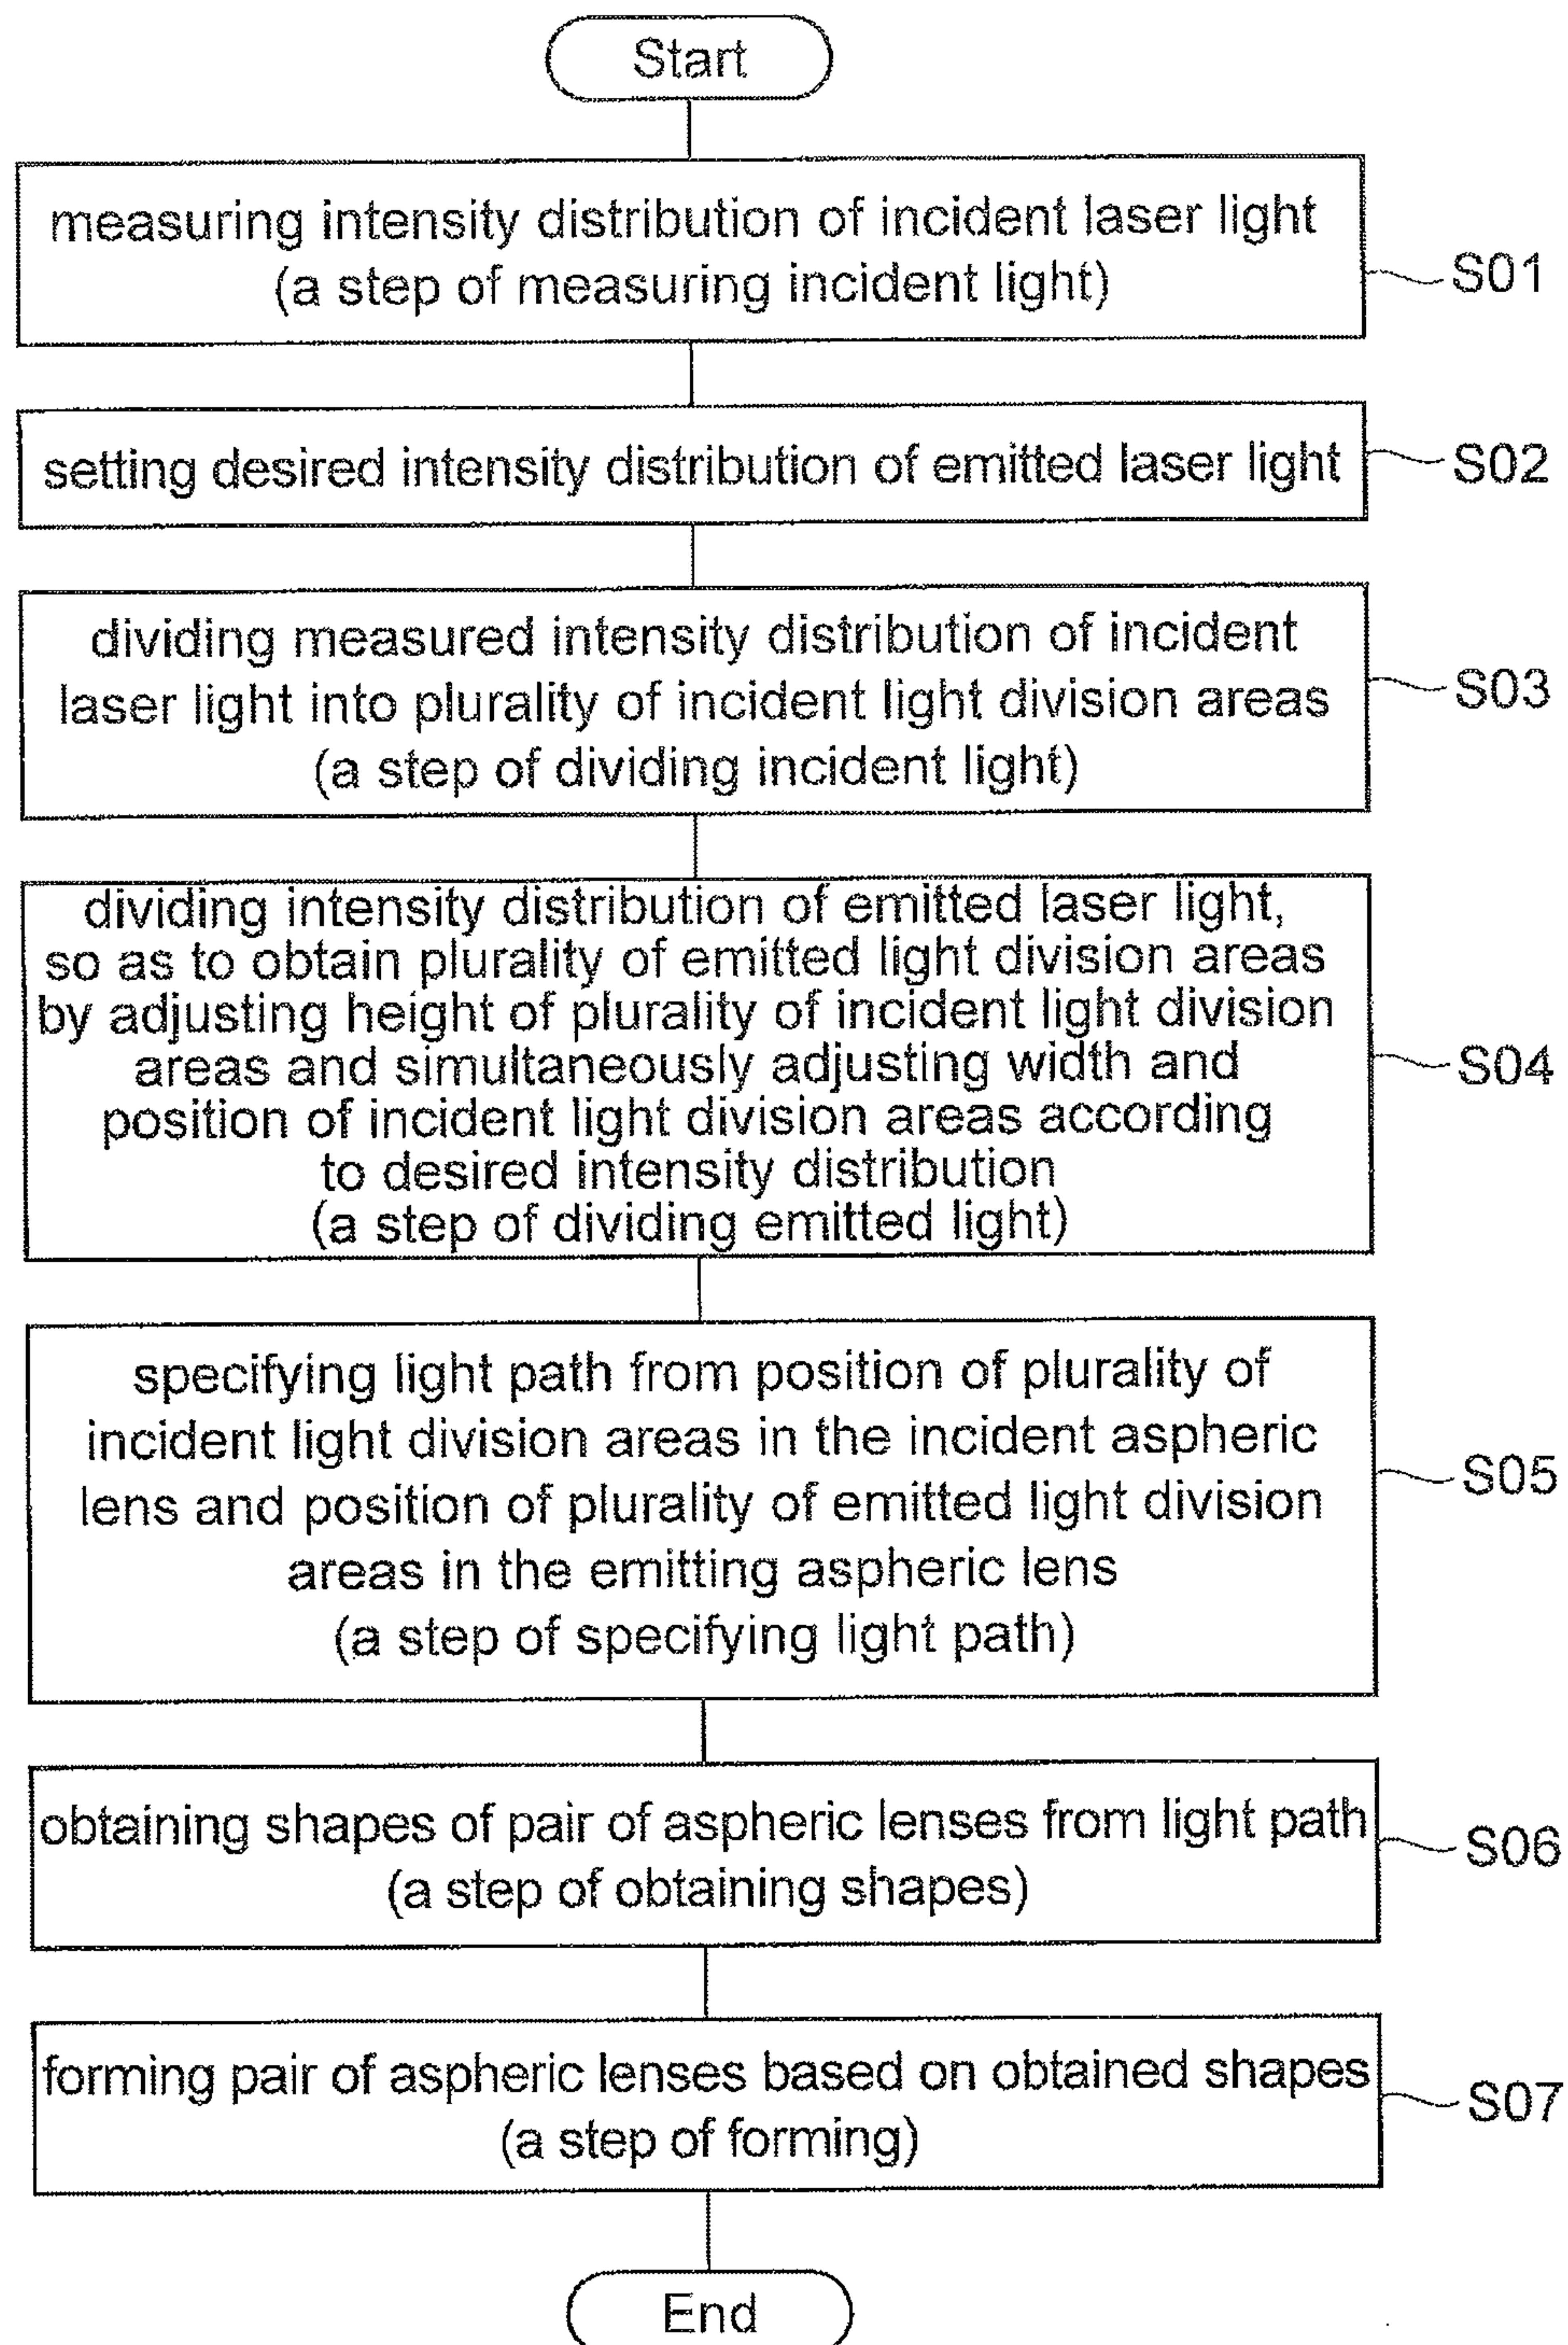 Start
measuring intensity distribution of incident laser light
(a step of measuring incident light)
S01
setting desired intensity distribution of emitted laser light
S02
dividing measured intensity distribution of incident
laser light into plurality of incident light division areas
(a step of dividing incident light)
S03
dividing intensity distribution of emitted laser light,
so as to obtain plurality of emitted light division areas
by adjusting height of plurality of incident light division
areas and simultaneously adjusting width and
position of incident light division areas according
to desired intensity distribution
(a step of dividing emitted light)
S04
specifying light path from position of plurality of
incident light division areas in the incident aspheric
lens and position of plurality of emitted light division
areas in the emitting aspheric lens
(a step of specifying light path)
S05
obtaining shapes of pair of aspheric lenses from light path
(a step of obtaining shapes)
S06
forming pair of aspheric lenses based on obtained shapes
(a step of forming)
S07
End